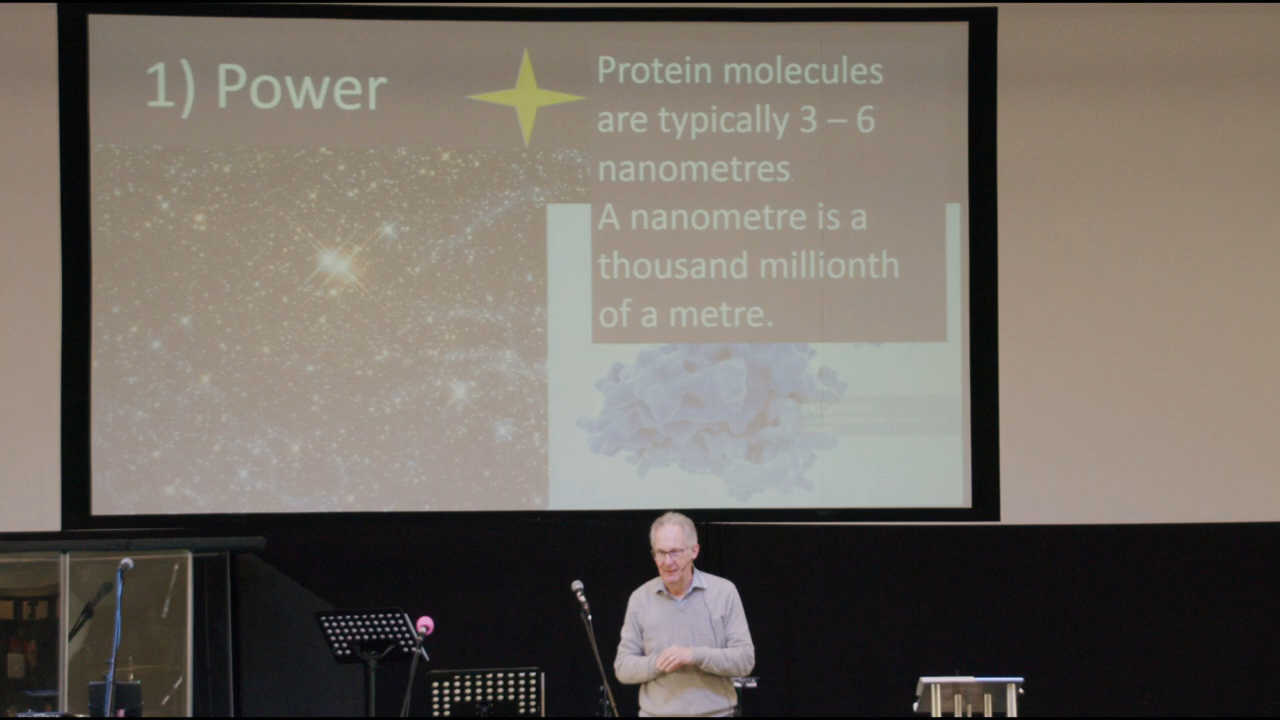 1) Power
Protein molecules
are typically 3 – 6
nanometres.
A nanometre is a
thousand millionth
of a metre.